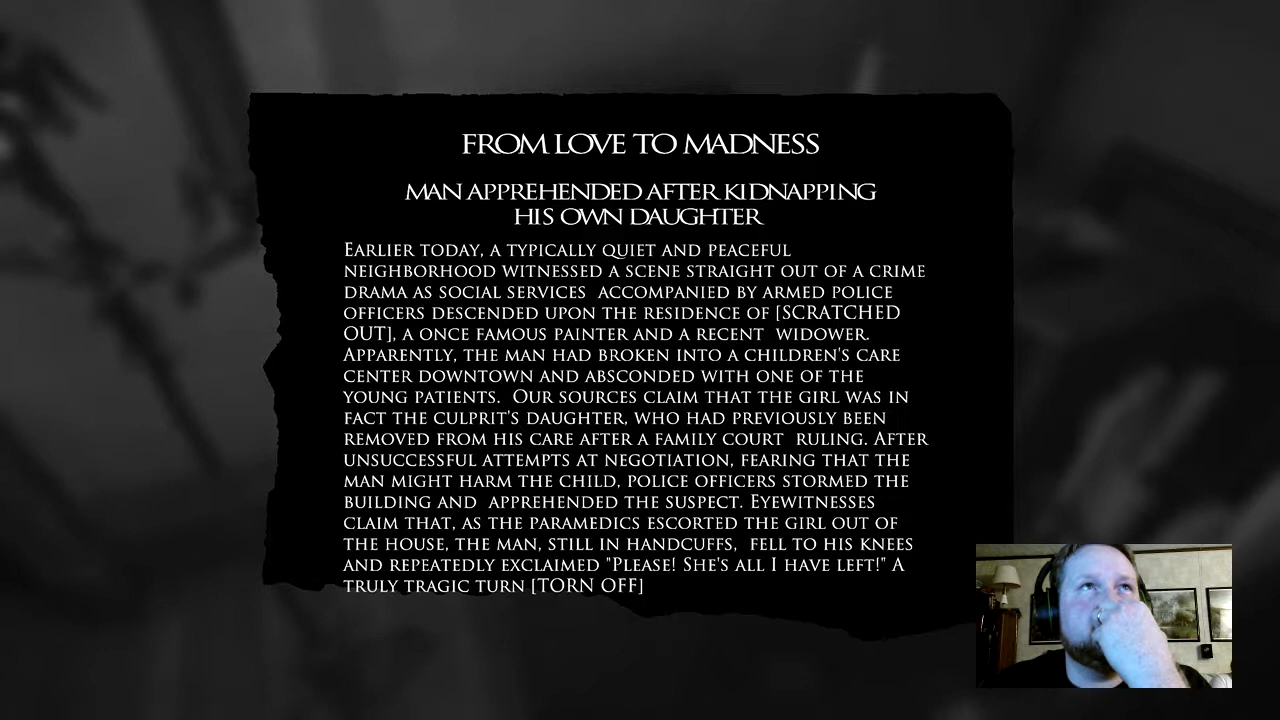 FROM LOVE TO MADNESS
MAN APPREHENDED AFTER KIDNAPPING
HIS OWN DAUGHTER
EARLIER TODAY, A TYPICALLY QUIET AND PEACEFUL
NEIGHBORHOOD WITNESSED A SCENE STRAIGHT OUT OF A CRIME
DRAMA AS SOCIAL SERVICES ACCOMPANIED BY ARMED POLICE
OFFICERS DESCENDED UPON THE RESIDENCE OF [SCRATCHED
OUT], A ONCE FAMOUS PAINTER AND A RECENT WIDOWER.
APPARENTLY, THE MAN HAD BROKEN INTO A CHILDREN'S CARE
CENTER DOWNTOWN AND ABSCONDED WITH ONE OF THE
YOUNG PATIENTS. OUR SOURCES CLAIM THAT THE GIRL WAS IN
FACT THE CULPRIT'S DAUGHTER, WHO HAD PREVIOUSLY BEEN
REMOVED FROM HIS CARE AFTER A FAMILY COURT RULING. AFTER
UNSUCCESSFUL ATTEMPTS AT NEGOTIATION, FEARING THAT THE
MAN MIGHT HARM THE CHILD, POLICE OFFICERS STORMED THE
BUILDING AND APPREHENDED THE SUSPECT. EYEWITNESSES
CLAIM THAT, AS THE PARAMEDICS ESCORTED THE GIRL OUT OF
THE HOUSE, THE MAN, STILL IN HANDCUFFS, FELL TO HIS KNEES
AND REPEATEDLY EXCLAIMED "PLEASE! SHE'S ALL I HAVE LEFT!" A
TRULY TRAGIC TURN [TORN OFF]